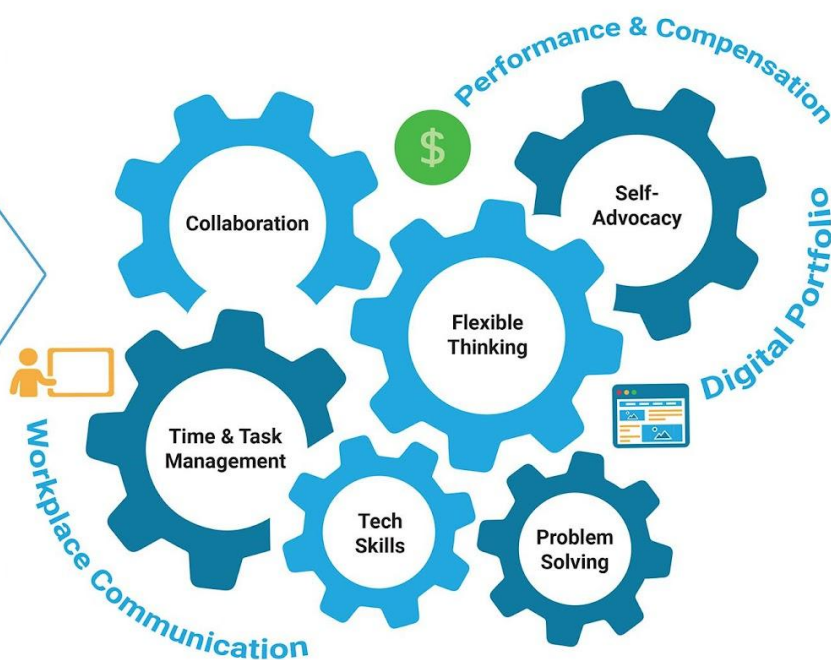 Performance & Compensation
$
Self-
Advocacy
Collaboration
Digital Portfolio
Flexible
Thinking
Time & Task
Management
Workplace Communication
Tech
Skills
Problem
Solving